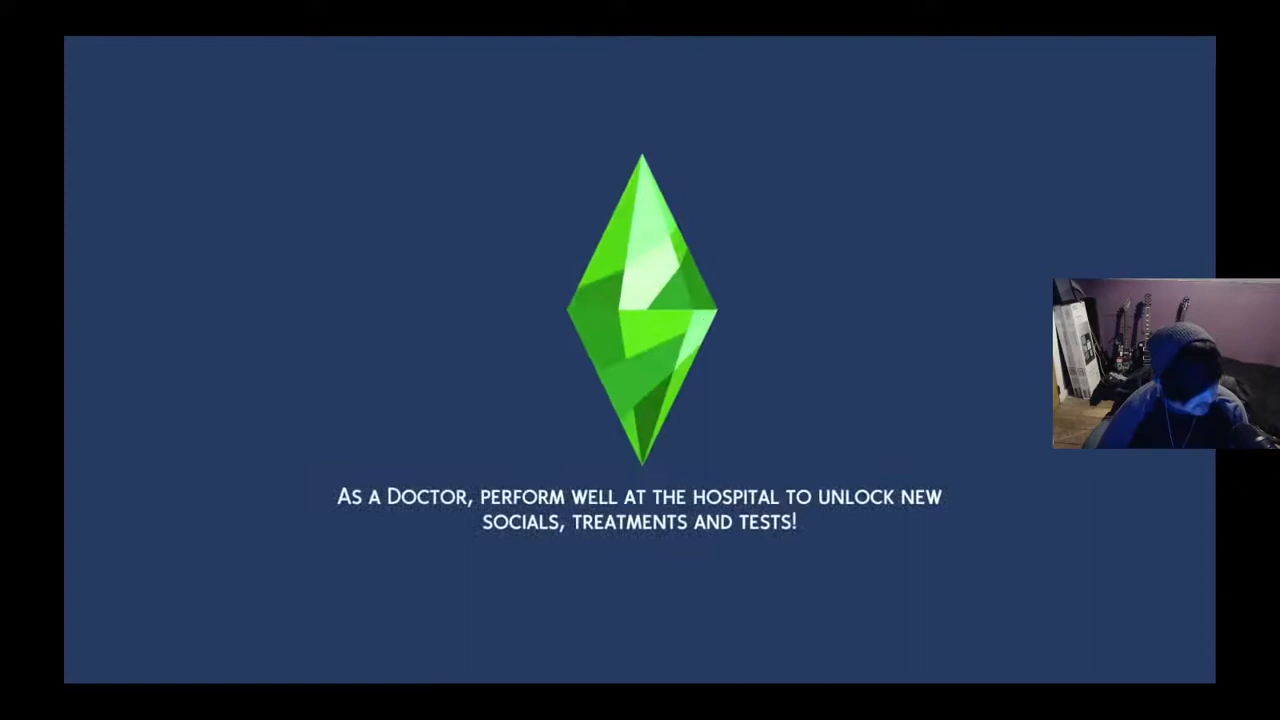 As a Doctor, perform well at the hospital to unlock new
socials, treatments and tests!